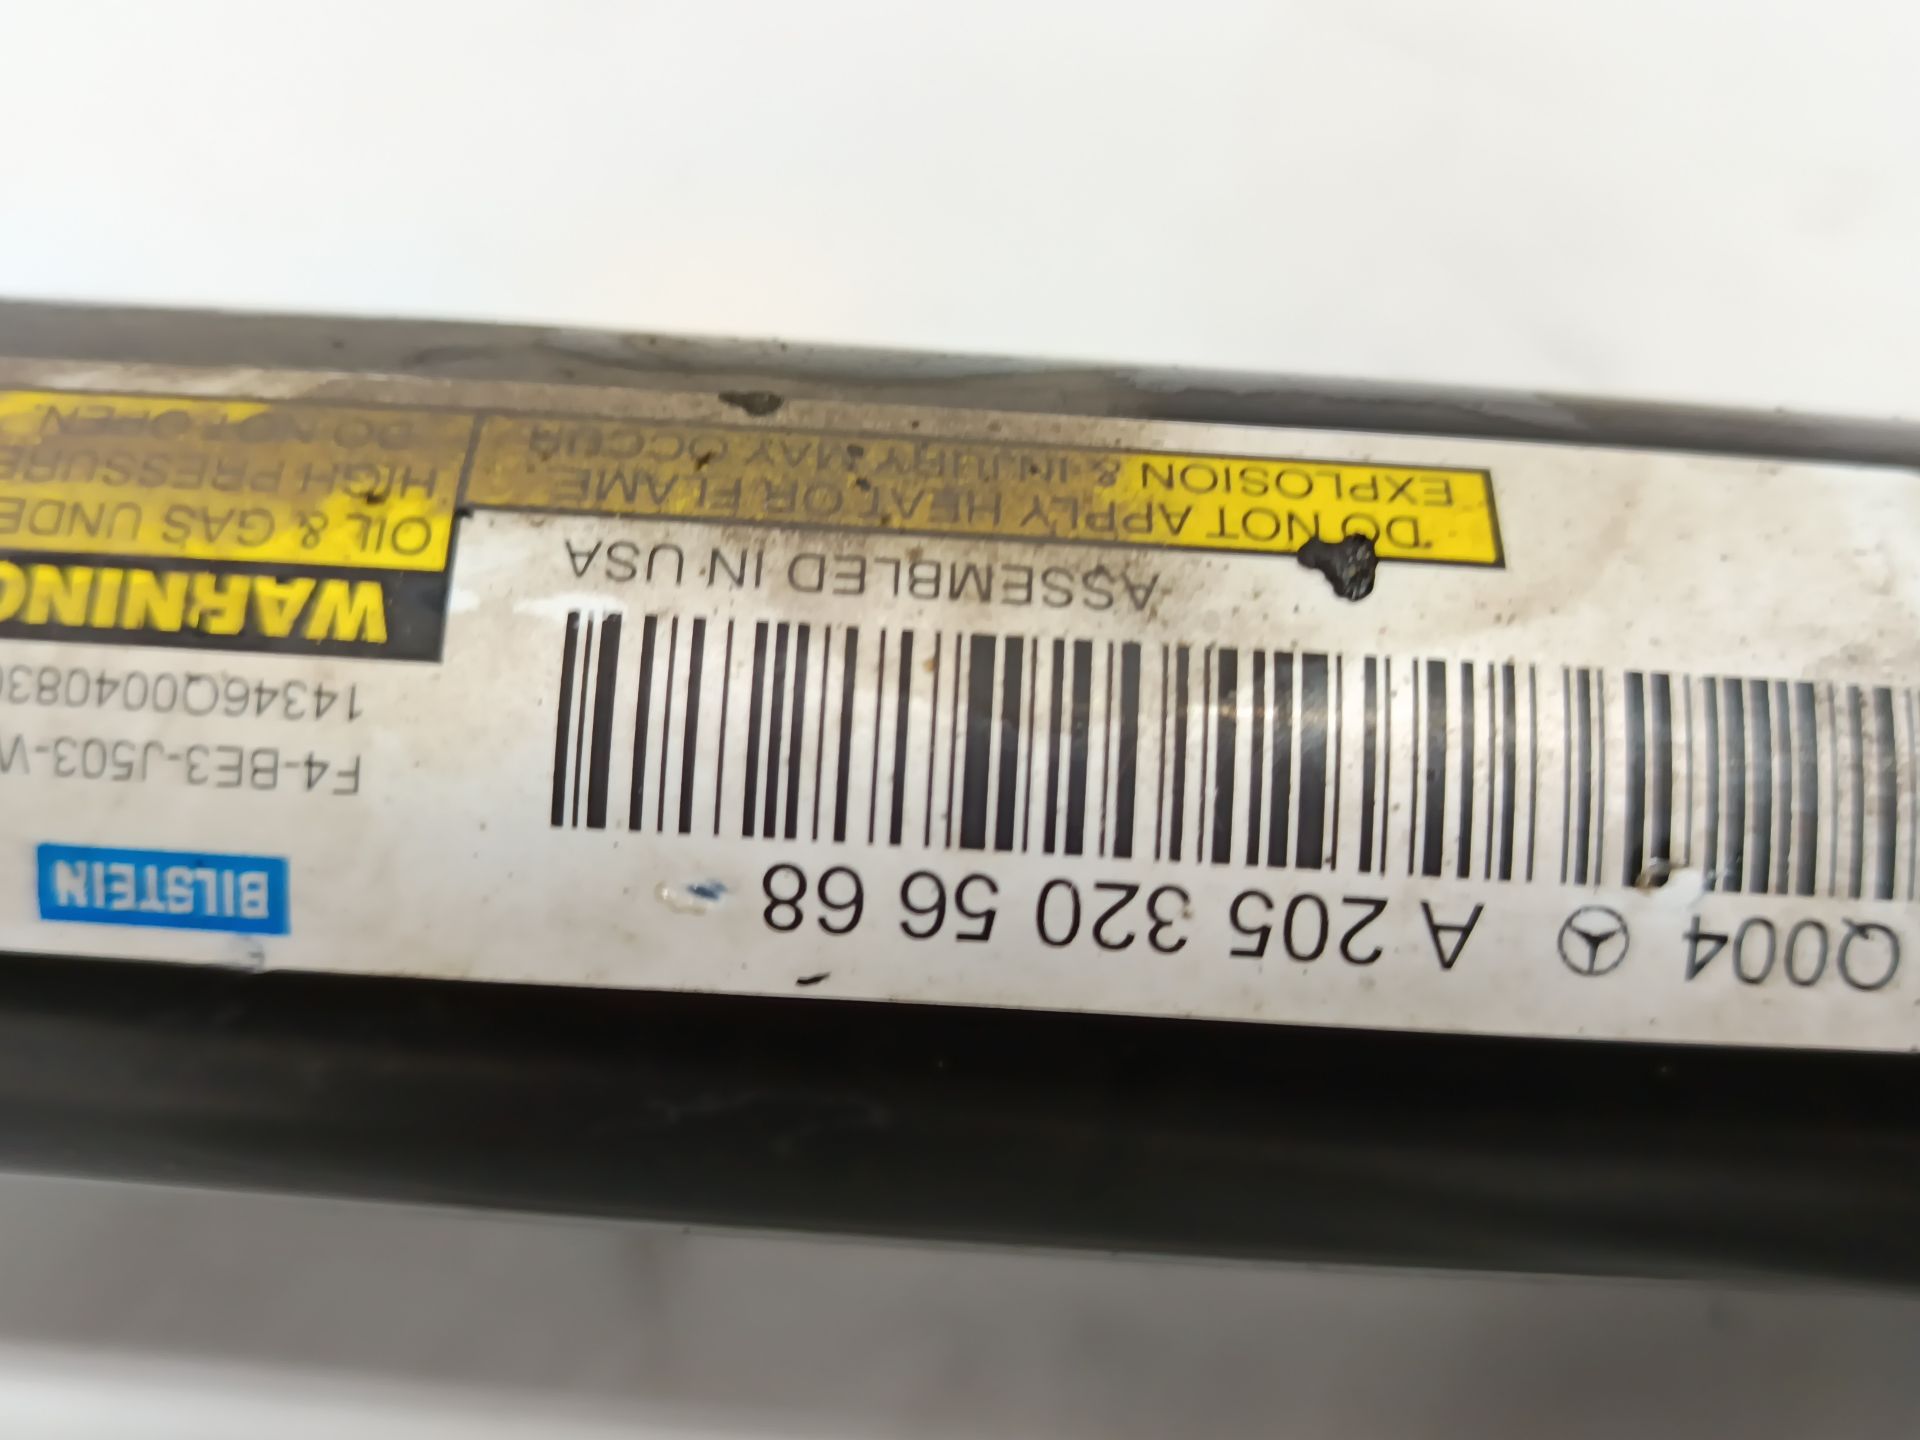 Q004 A 205 320 56 68
ASSEMBLED IN USA
"DO NOT APPLY HEAT OR FLAME
EXPLOSION & INJURY MAY OCCUR
BILSTEIN
F4-BE3-J503-
14346Q004083
WARNING
OIL & GAS UNDE
HIGH PRESSURE
DO NOT OPEN